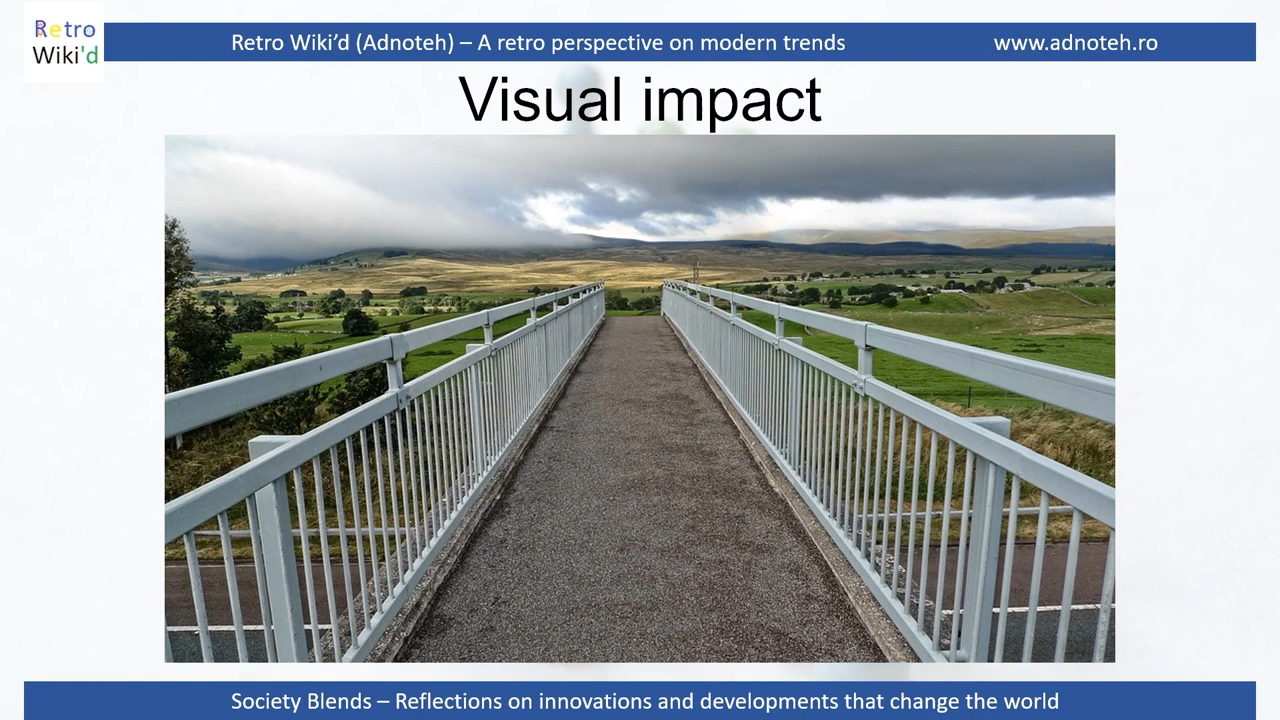 Retro
Wiki'd
Retro Wiki’d (Adnoteh) – A retro perspective on modern trends
www.adnoteh.ro
Visual impact
Society Blends – Reflections on innovations and developments that change the world